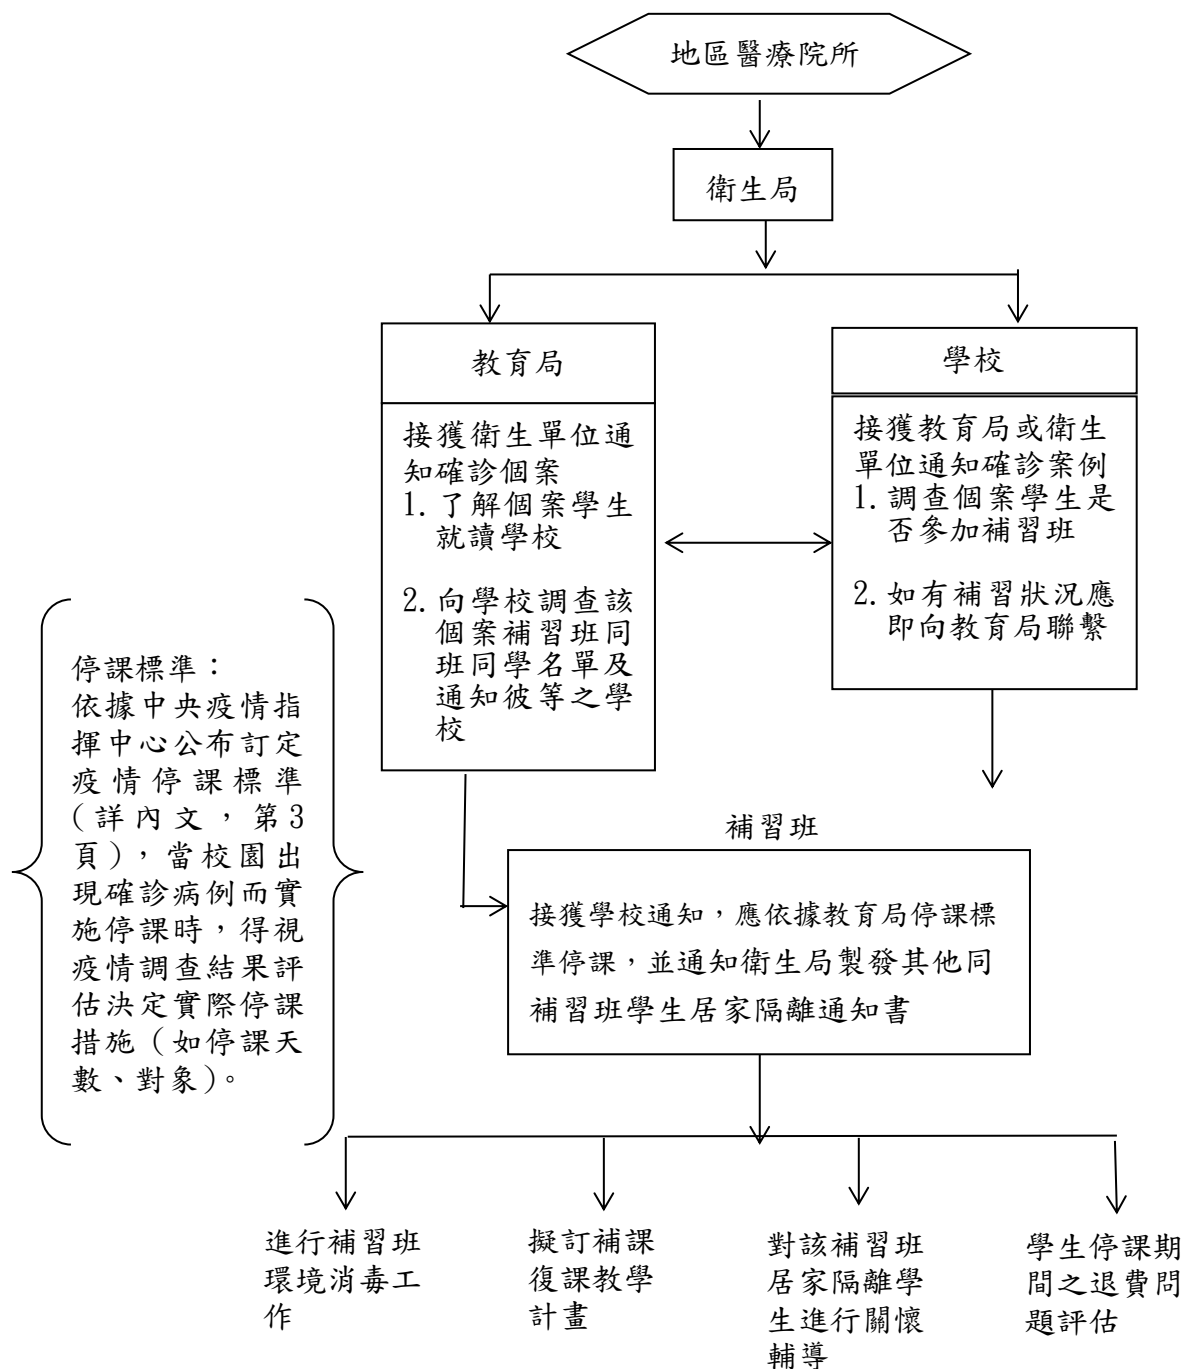 地區醫療院所
衛生局
教育局
接獲衛生單位通
知確診個案
1. 了解個案學生
就讀學校
2. 向學校調查該
個案補習班同
班同學名單及
通知彼等之學
校
學校
接獲教育局或衛生
單位通知確診案例
1. 調查個案學生是
否參加補習班
2. 如有補習狀況應
即向教育局聯繫
停課標準：
依據中央疫情指
揮中心公布訂定
疫情停課標準
(詳內文，第3
頁)，當校園出
現確診病例而實
施停課時，得視
疫情調查結果評
估決定實際停課
措施（如停課天
數、對象)。
補習班
接獲學校通知，應依據教育局停課標
準停課，並通知衛生局製發其他同
補習班學生居家隔離通知書
進行補習班
環境消毒工
作
擬訂補課
復課教學
計畫
對該補習班
居家隔離學
生進行關懷
輔導
學生停課期
間之退費問
題評估